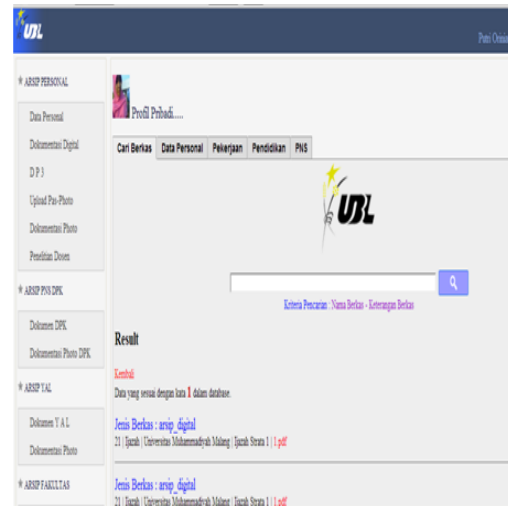 UBL
Putri
* ARSIP PERSONAL
Data Personal
Dokumentasi Digital
D P 3
Upload Pas-Photo
Dokumentasi Photo
Penelitian Dosen
* ARSIP PNS DPK
Dokumen DPK
Dokumentasi Photo DPK
* ARSIP YAL
Dokumen Y A L
Dokumentasi Photo
* ARSIP FAKULTAS
Profil Pribadi.....
Cari Berkas Data Personal Pekerjaan Pendidikan PNS
UBL
Kriteria Pencarian : Nama Berkas - Keterangan Berkas
Result
Kembali
Data yang sesuai dengan kata 1 dalam database.
Jenis Berkas : arsip_digital
21 | Ijazah | Universitas Muhammadiyah Malang | Ijazah Strata 1 | 1.pdf
Jenis Berkas : arsip_digital
21 | Ijazah | Universitas Muhammadiyah Malang | Ijazah Strata 1 | 1.pdf